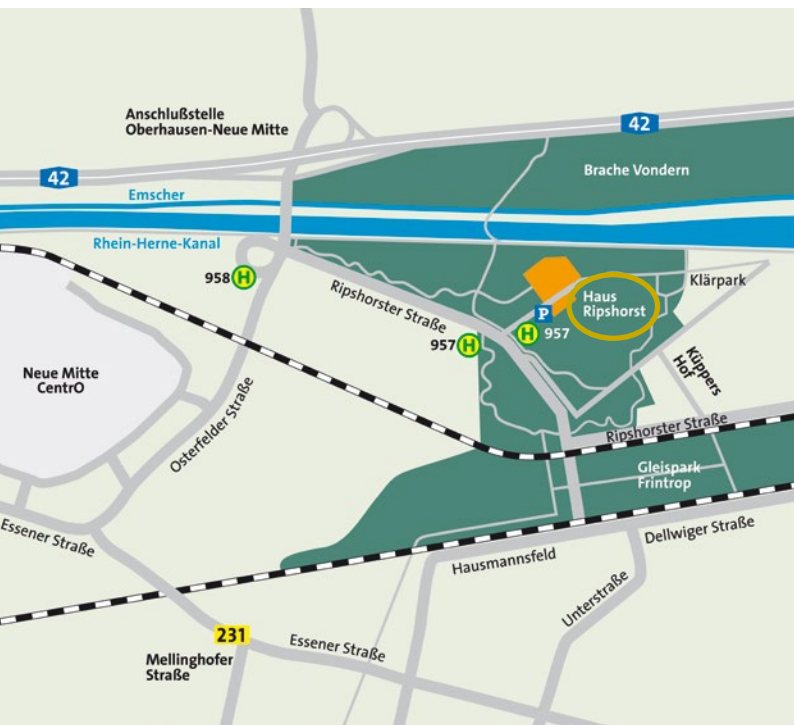 Anschlußstelle
Oberhausen-Neue Mitte
42
42
Brache Vondern
Emscher
Rhein-Herne-Kanal
958 H
Ripshorster Straße
Haus
Ripshorst
Klärpark
P
957 H
H 957
Küppers
Hof
Neue Mitte
CentrO
Osterfelder Straße
Ripshorster Straße
Gleispark
Frintrop
Essener Straße
Dellwiger Straße
Hausmannsfeld
Unterstraße
231
Essener Straße
Mellinghofer
Straße